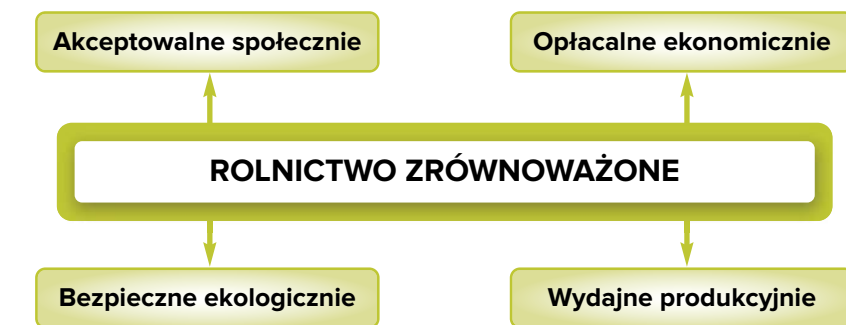 Akceptowalne społecznie
Opłacalne ekonomicznie
ROLNICTWO ZRÓWNOWAŻONE
Bezpieczne ekologicznie
Wydajne produkcyjnie